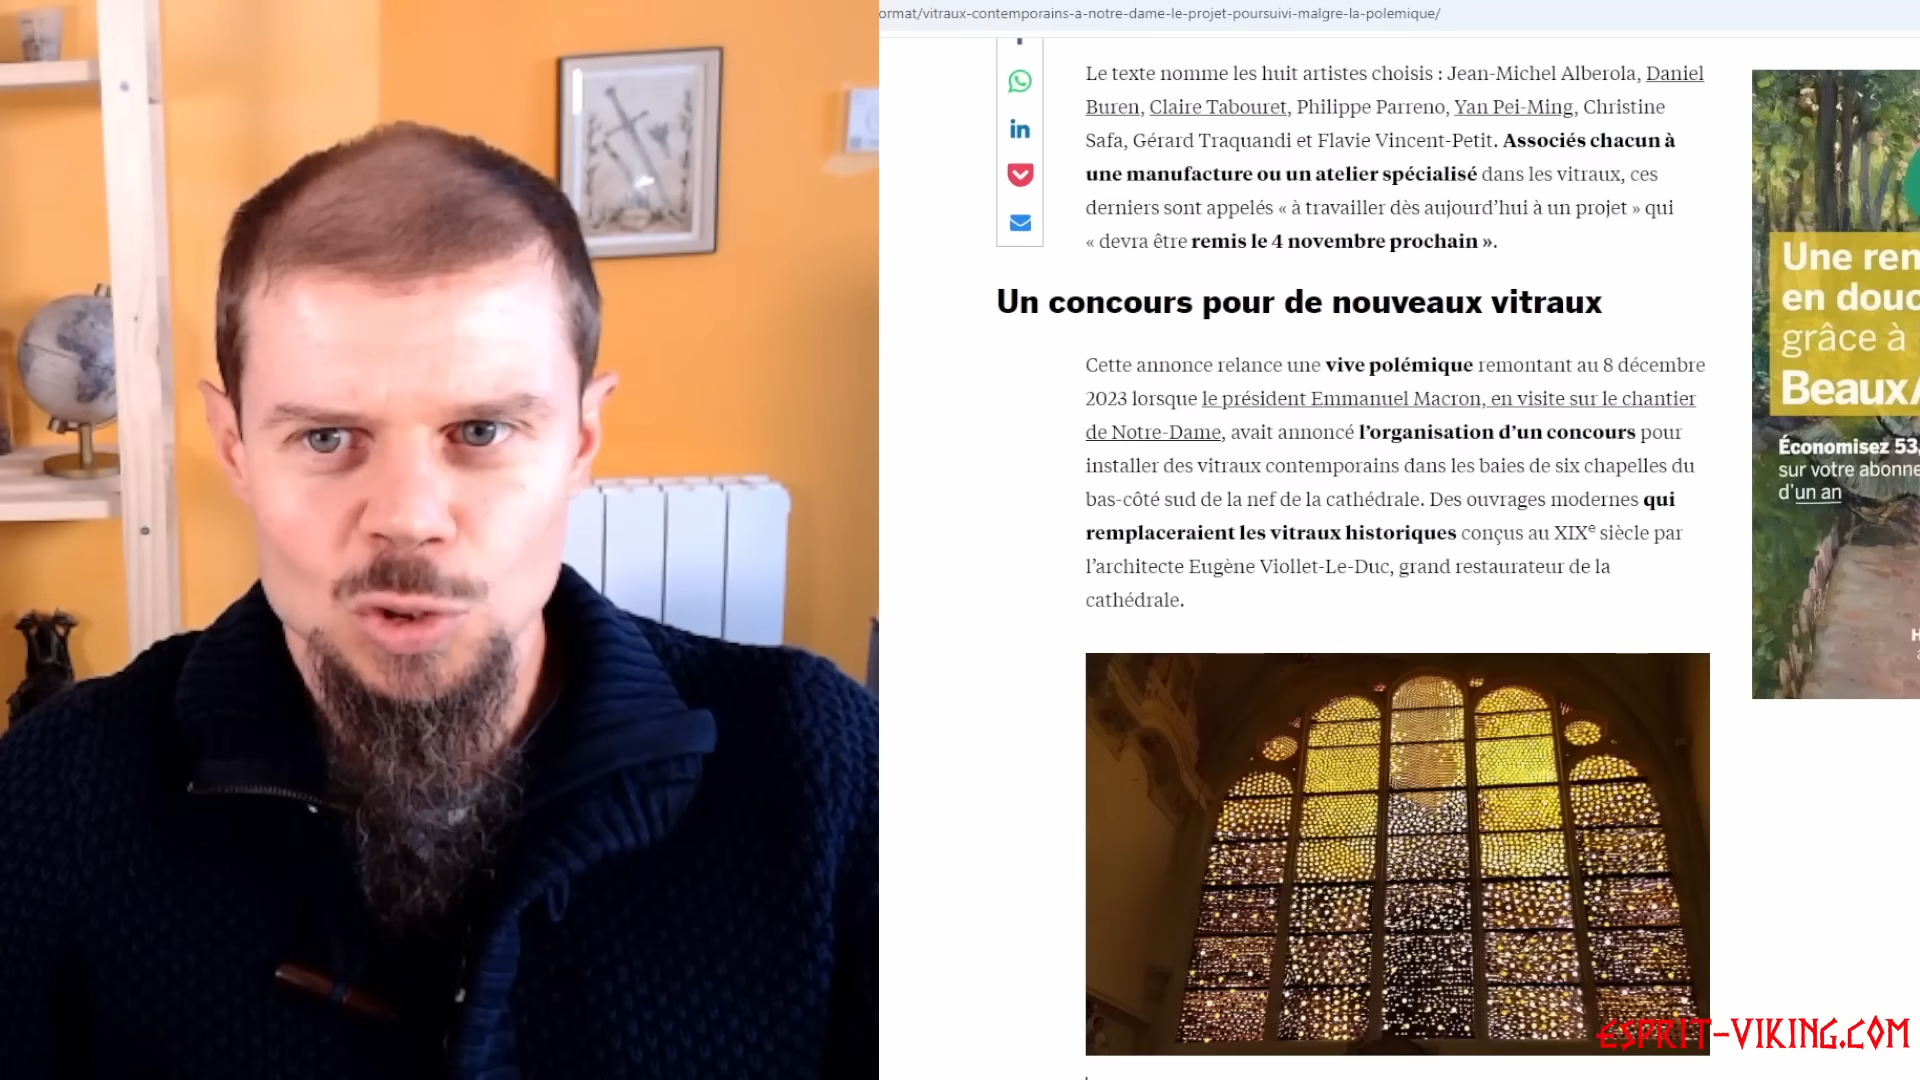 ormat/vitraux-contemporains-a-notre-dame-le-projet-poursuivi-malgre-la-polemique/
Le texte nomme les huit artistes choisis : Jean-Michel Alberola, Daniel
Buren, Claire Tabouret, Philippe Parreno, Yan Pei-Ming, Christine
Safa, Gérard Traquandi et Flavie Vincent-Petit. Associés chacun à
une manufacture ou un atelier spécialisé dans les vitraux, ces
derniers sont appelés « à travailler dès aujourd’hui à un projet » qui
« devra être remis le 4 novembre prochain ».
Un concours pour de nouveaux vitraux
Cette annonce relance une vive polémique remontant au 8 décembre
2023 lorsque le président Emmanuel Macron, en visite sur le chantier
de Notre-Dame, avait annoncé l’organisation d’un concours pour
installer des vitraux contemporains dans les baies de six chapelles du
bas-côté sud de la nef de la cathédrale. Des ouvrages modernes qui
remplaceraient les vitraux historiques conçus au XIXe siècle par
l’architecte Eugène Viollet-Le-Duc, grand restaurateur de la
cathédrale.
in
Une ren
en douc
grâce à
Beaux
Économisez 53,
sur votre abonne
d'un an
H
ESPRIT-VIKING.COM